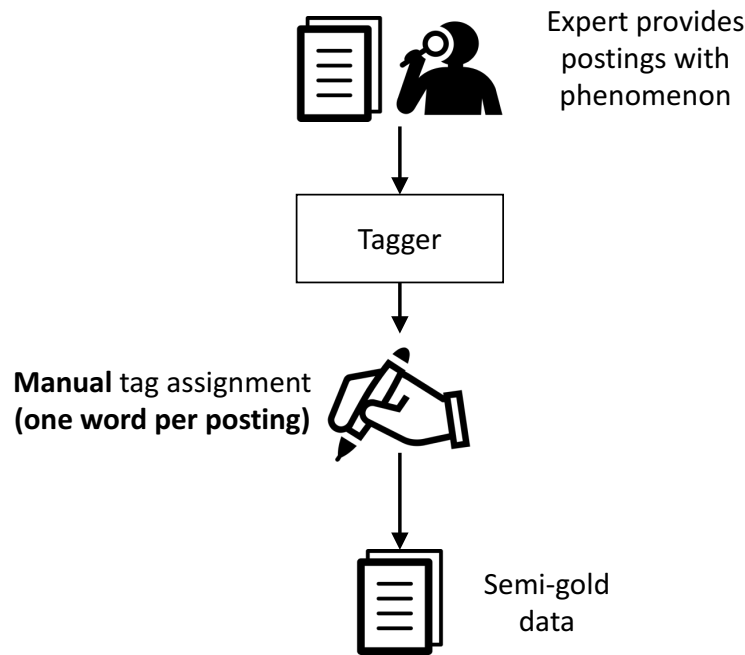 Expert provides
postings with
phenomenon
Tagger
Manual tag assignment
(one word per posting)
Semi-gold
data